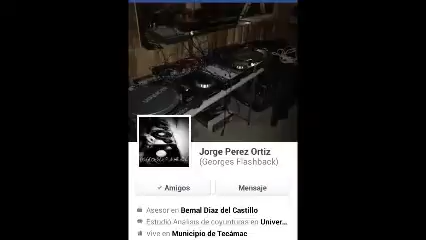 Jorge Perez Ortiz
(Georges Flashback)
✓ Amigos
Mensaje
Asesor en Bernal Díaz del Castillo
Estudió Análisis de coyunturas en Univer...
Vive en Municipio de Tecámac